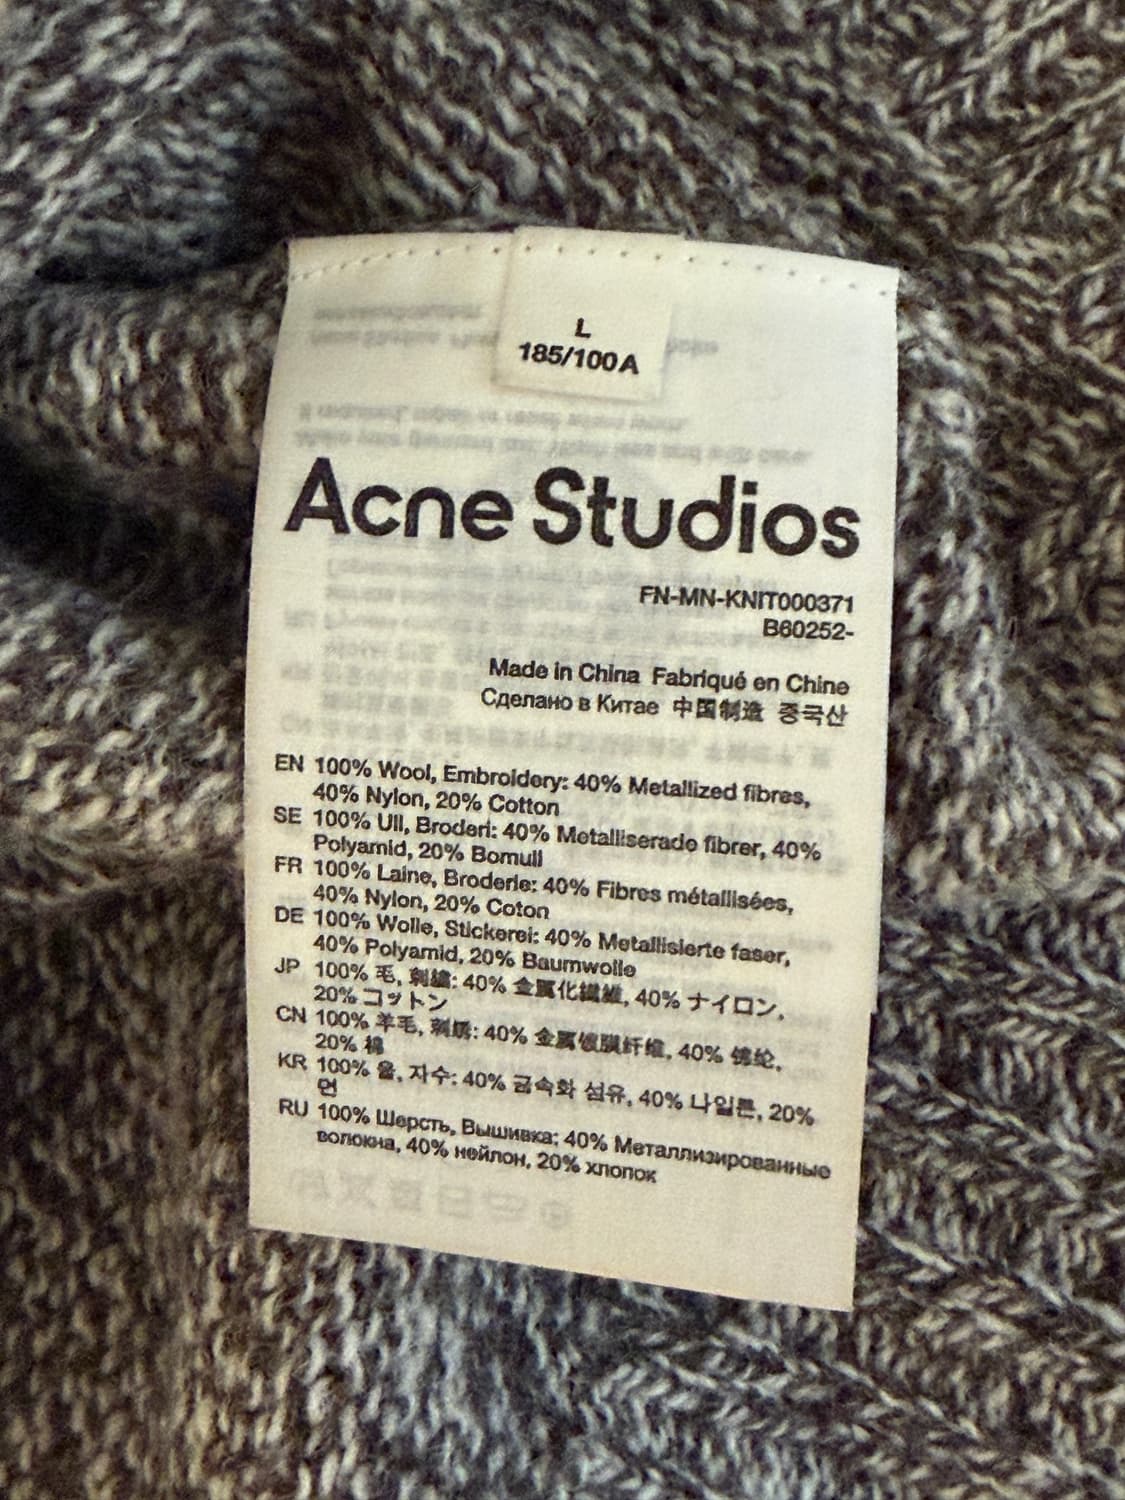 L
185/100A
Acne Studios
FN-MN-KNIT000371
B60252-
Made in China Fabriqué en Chine
Сделано в Китае 中国制造 중국산
EN 100% Wool, Embroidery: 40% Metallized fibres,
40% Nylon, 20% Cotton
SE 100% Ull, Broderi: 40% Metalliserade fibrer, 40%
Polyamid, 20% Bomull
FR 100% Laine, Broderie: 40% Fibres métallisées,
40% Nylon, 20% Coton
DE 100% Wolle, Stickerei: 40% Metallisierte faser,
40% Polyamid, 20% Baumwolle
JP 100% 毛, 刺繍: 40% 金属化繊維, 40% ナイロン,
20% コットン
CN 100% 羊毛, 刺绣: 40% 金属镀膜纤维, 40% 锦纶,
20% 棉
KR 100% 울, 자수: 40% 금속화 섬유, 40% 나일론, 20%
면
RU 100% Шерсть, Вышивка: 40% Металлизированные
волокна, 40% нейлон, 20% хлопок